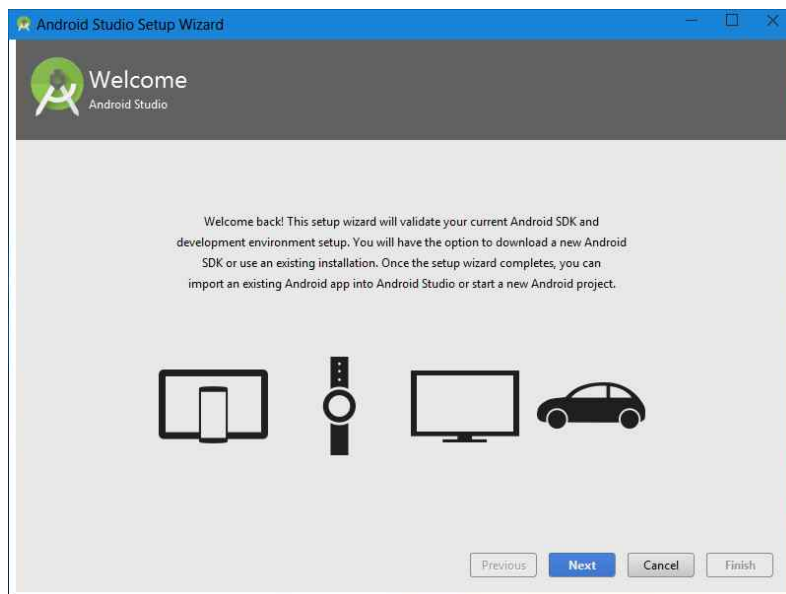 Android Studio Setup Wizard
Welcome
Android Studio
Welcome back! This setup wizard will validate your current Android SDK and
development environment setup. You will have the option to download a new Android
SDK or use an existing installation. Once the setup wizard completes, you can
import an existing Android app into Android Studio or start a new Android project.
Previous Next Cancel Finish